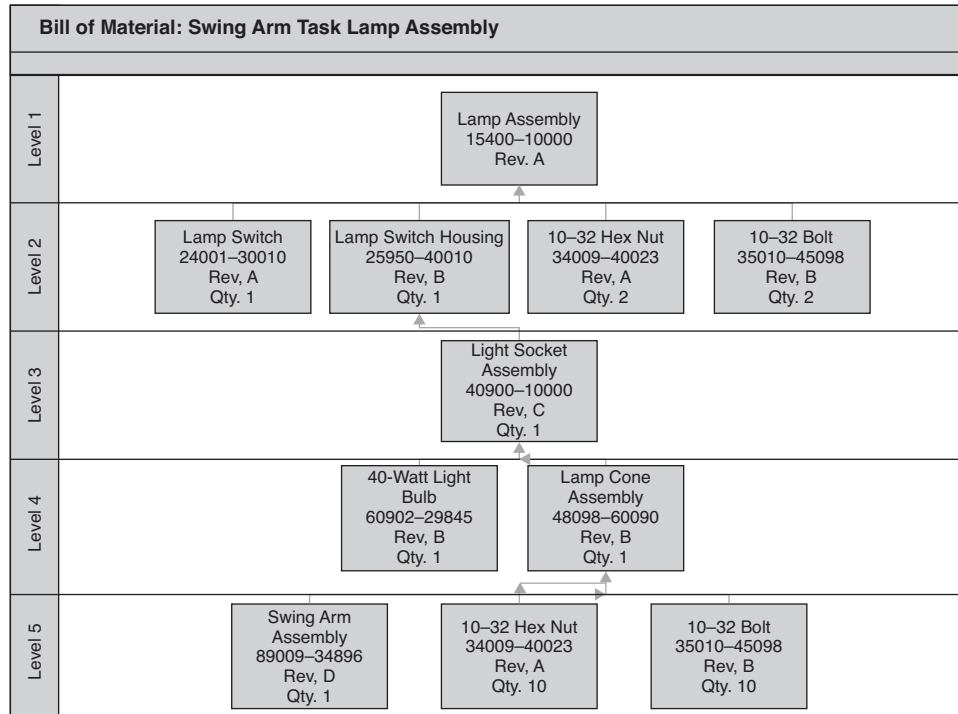 Bill of Material: Swing Arm Task Lamp Assembly
Level 1
Lamp Assembly
15400–10000
Rev. A
Level 2
Lamp Switch
24001–30010
Rev, A
Qty. 1
Lamp Switch Housing
25950–40010
Rev, B
Qty. 1
10–32 Hex Nut
34009–40023
Rev, A
Qty. 2
10–32 Bolt
35010–45098
Rev, B
Qty. 2
Level 3
Light Socket
Assembly
40900–10000
Rev, C
Qty. 1
Level 4
40-Watt Light
Bulb
60902–29845
Rev, B
Qty. 1
Lamp Cone
Assembly
48098–60090
Rev, B
Qty. 1
Level 5
Swing Arm
Assembly
89009–34896
Rev, D
Qty. 1
10–32 Hex Nut
34009–40023
Rev, A
Qty. 10
10–32 Bolt
35010–45098
Rev, B
Qty. 10